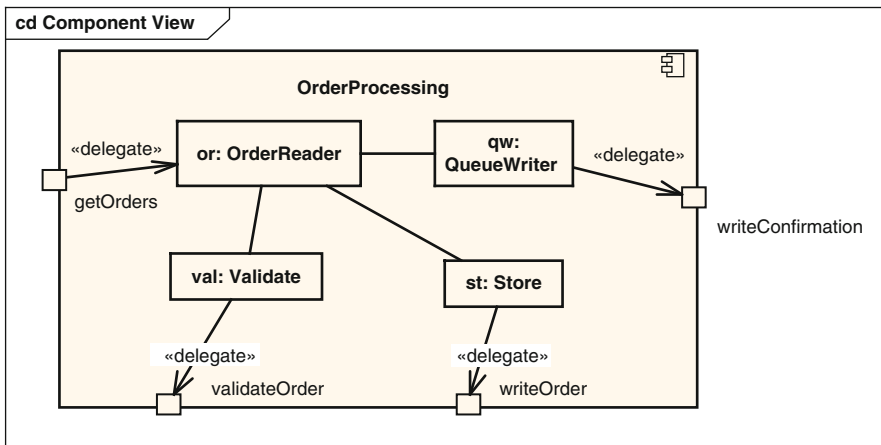 cd Component View
OrderProcessing
«delegate»
or: OrderReader
qw:
QueueWriter
«delegate»
getOrders
writeConfirmation
val: Validate
st: Store
«delegate»
«delegate»
validateOrder
writeOrder